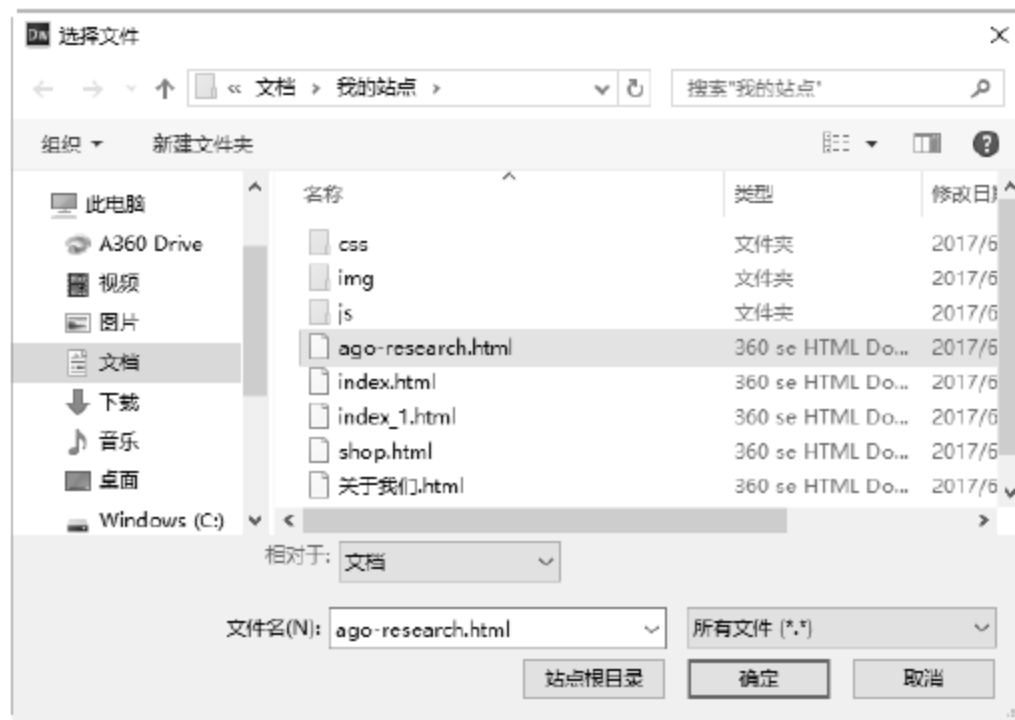 Dw 选择文件
« 文档 › 我的站点 › 搜索"我的站点"
组织 新建文件夹
名称 类型 修改日期
此电脑
A360 Drive
视频
图片
文档
下载
音乐
桌面
Windows (C:)
css 文件夹 2017/6
img 文件夹 2017/6
js 文件夹 2017/6
ago-research.html 360 se HTML Do... 2017/6
index.html 360 se HTML Do... 2017/6
index_1.html 360 se HTML Do... 2017/6
shop.html 360 se HTML Do... 2017/6
关于我们.html 360 se HTML Do... 2017/6
相对于: 文档
文件名(N): ago-research.html 所有文件 (*.*)
站点根目录 确定 取消